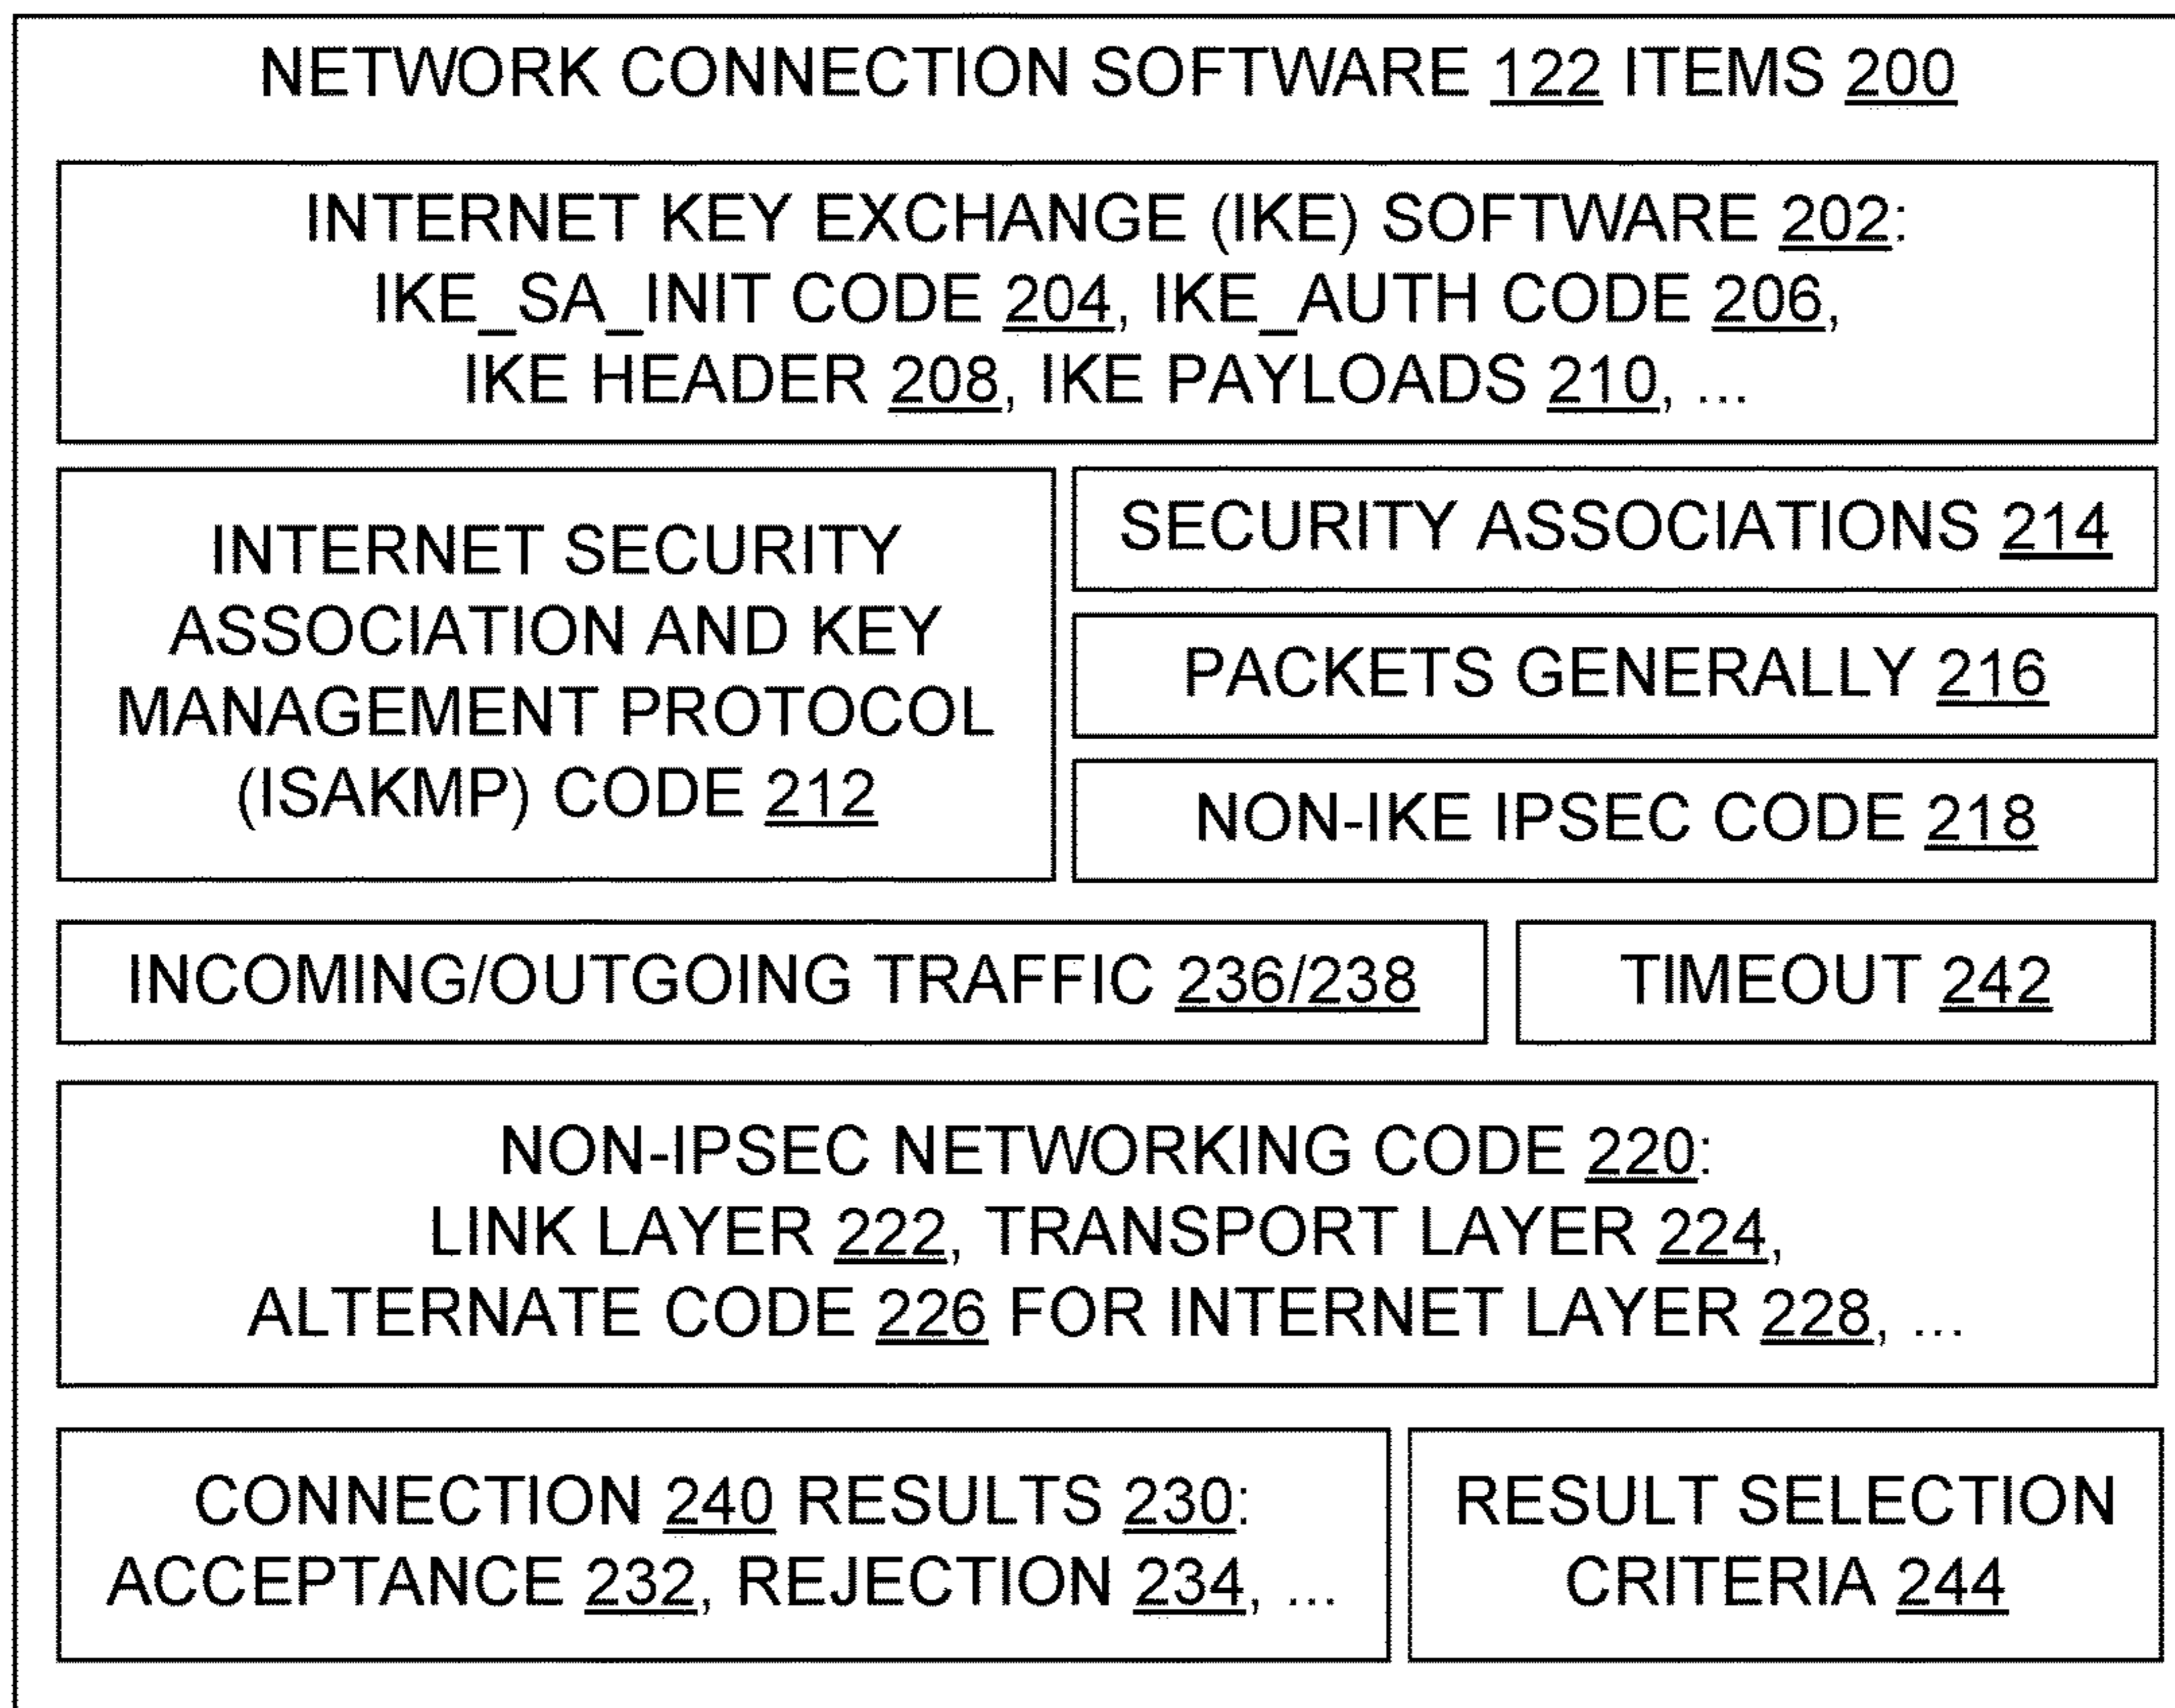 NETWORK CONNECTION SOFTWARE 122 ITEMS 200
INTERNET KEY EXCHANGE (IKE) SOFTWARE 202:
IKE_SA_INIT CODE 204, IKE_AUTH CODE 206,
IKE HEADER 208, IKE PAYLOADS 210, ...
INTERNET SECURITY
ASSOCIATION AND KEY
MANAGEMENT PROTOCOL
(ISAKMP) CODE 212
SECURITY ASSOCIATIONS 214
PACKETS GENERALLY 216
NON-IKE IPSEC CODE 218
INCOMING/OUTGOING TRAFFIC 236/238
TIMEOUT 242
NON-IPSEC NETWORKING CODE 220:
LINK LAYER 222, TRANSPORT LAYER 224,
ALTERNATE CODE 226 FOR INTERNET LAYER 228, ...
CONNECTION 240 RESULTS 230:
ACCEPTANCE 232, REJECTION 234, ...
RESULT SELECTION
CRITERIA 244